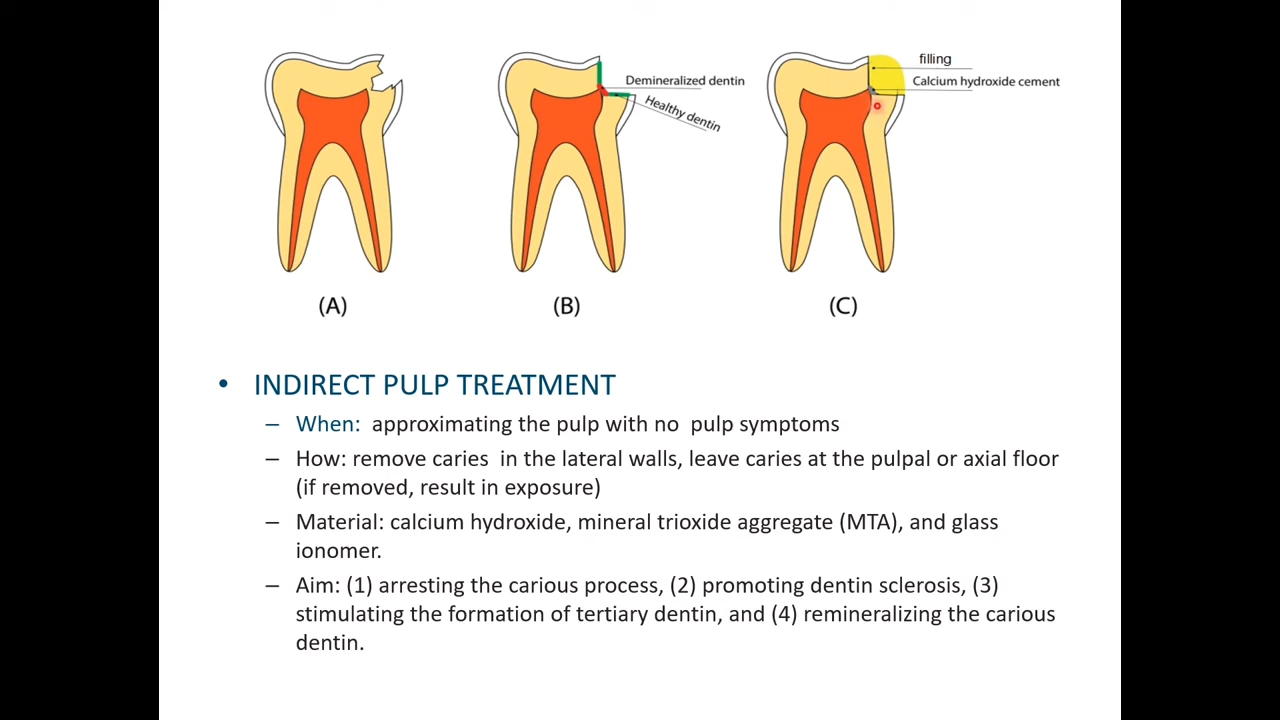 filling
Demineralized dentin
Calcium hydroxide cement
Healthy dentin
(A)
(B)
(C)
• INDIRECT PULP TREATMENT
– When: approximating the pulp with no pulp symptoms
– How: remove caries in the lateral walls, leave caries at the pulpal or axial floor
(if removed, result in exposure)
– Material: calcium hydroxide, mineral trioxide aggregate (MTA), and glass
ionomer.
– Aim: (1) arresting the carious process, (2) promoting dentin sclerosis, (3)
stimulating the formation of tertiary dentin, and (4) remineralizing the carious
dentin.